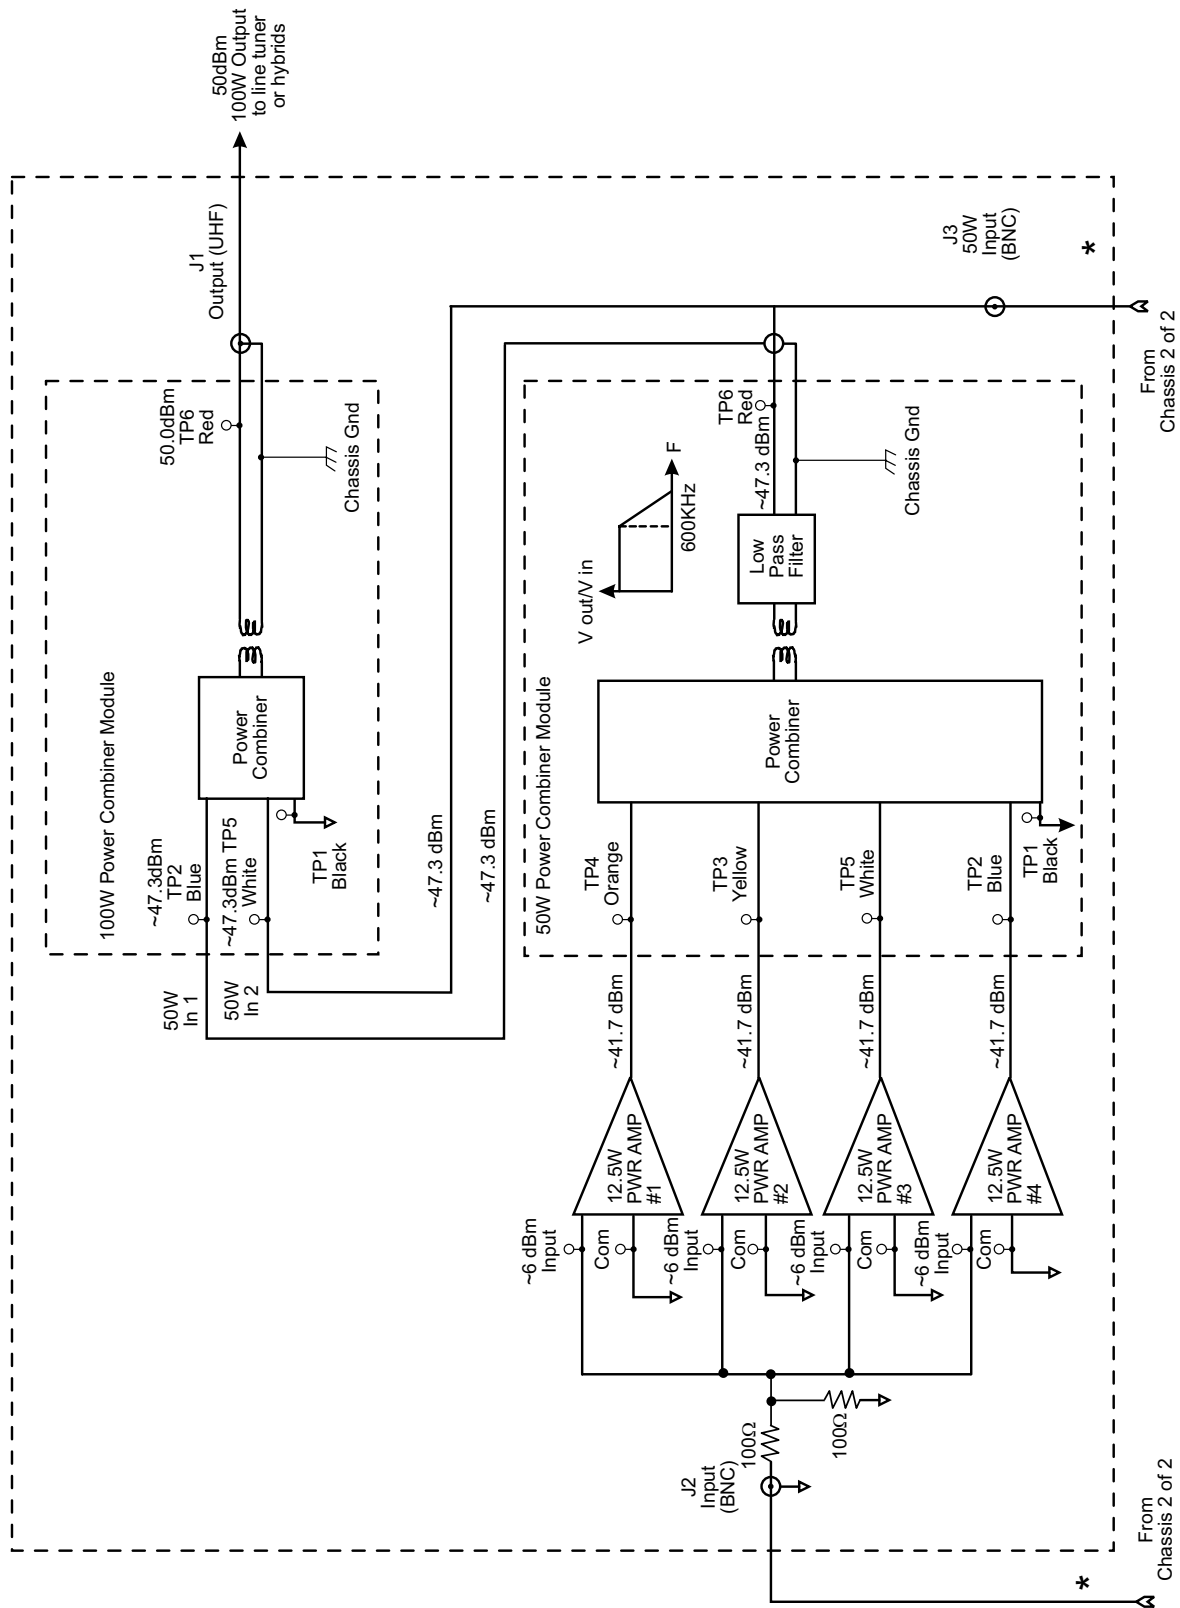 50dBm
100W Output
to line tuner
or hybrids
J1
Output (UHF)
100W Power Combiner Module
50W
In 1
50W
In 2
~47.3dBm
TP2
Blue
~47.3dBm TP5
White
TP1
Black
Power
Combiner
50.0dBm
TP6
Red
Chassis Gnd
~47.3 dBm
~47.3 dBm
J3
50W
Input
(BNC)
*
From
Chassis 2 of 2
50W Power Combiner Module
TP4
Orange
TP3
Yellow
TP5
White
TP2
Blue
TP1
Black
Power
Combiner
V out/V in
F
600KHz
Low
Pass
Filter
~47.3 dBm
TP6
Red
Chassis Gnd
~41.7 dBm
~41.7 dBm
~41.7 dBm
~41.7 dBm
12.5W
PWR AMP
#1
12.5W
PWR AMP
#2
12.5W
PWR AMP
#3
12.5W
PWR AMP
#4
~6 dBm
Input
Com
~6 dBm
Input
Com
~6 dBm
Input
Com
~6 dBm
Input
Com
100Ω
100Ω
J2
Input
(BNC)
*
From
Chassis 2 of 2